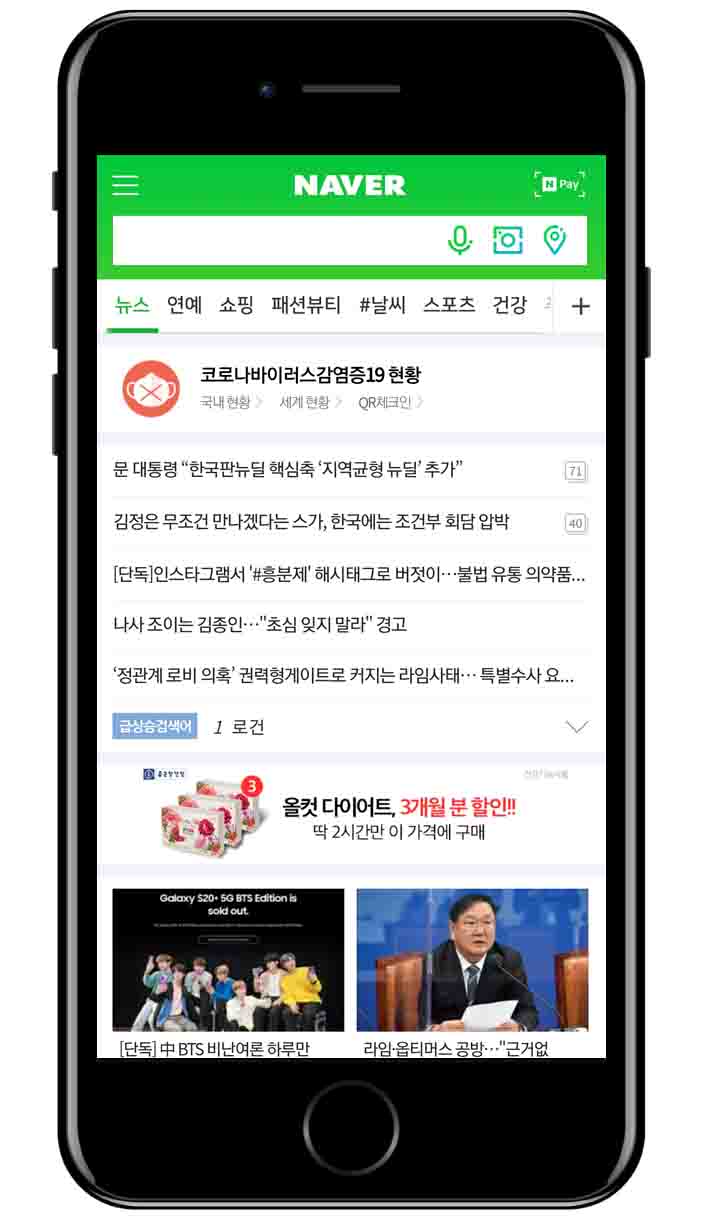 NAVER
N Pay
뉴스 연예 쇼핑 패션뷰티 #날씨 스포츠 건강
코로나바이러스감염증19 현황
국내 현황 세계 현황 QR체크인
문 대통령 “한국판뉴딜 핵심축 ‘지역균형 뉴딜’ 추가”
71
김정은 무조건 만나겠다는 스가, 한국에는 조건부 회담 압박
40
[단독]인스타그램서 '#흥분제' 해시태그로 버젓이…불법 유통 의약품...
나사 조이는 김종인…"초심 잊지 말라" 경고
‘정관계 로비 의혹’ 권력형게이트로 커지는 라임사태… 특별수사 요...
급상승검색어 1 로건
3
올컷 다이어트, 3개월 분 할인!!
딱 2시간만 이 가격에 구매
Galaxy S20+ 5G BTS Edition is
sold out.
[단독] 中 BTS 비난여론 하루만
라임·옵티머스 공방…"근거없